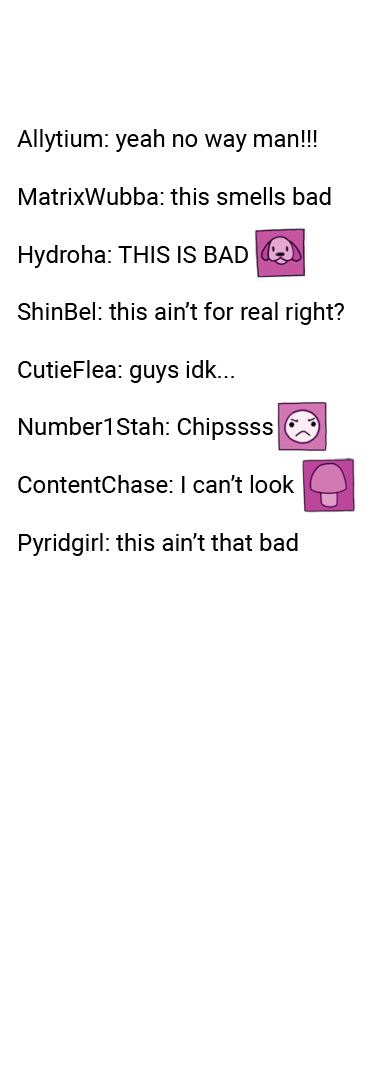 Allytium: yeah no way man!!!
MatrixWubba: this smells bad
Hydroha: THIS IS BAD
ShinBel: this ain’t for real right?
CutieFlea: guys idk...
Number1Stah: Chipssss
ContentChase: I can’t look
Pyridgirl: this ain’t that bad